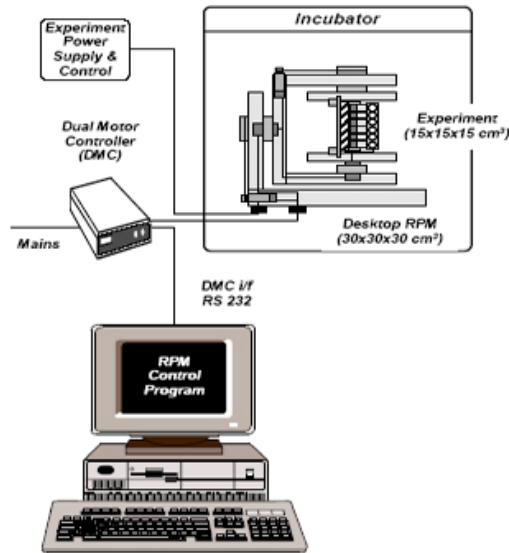 Incubator
Experiment
Power
Supply &
Control
Dual Motor
Controller
(DMC)
Experiment
(15x15x15 cm³)
Desktop RPM
(30x30x30 cm³)
Mains
DMC i/f
RS 232
RPM
Control
Program